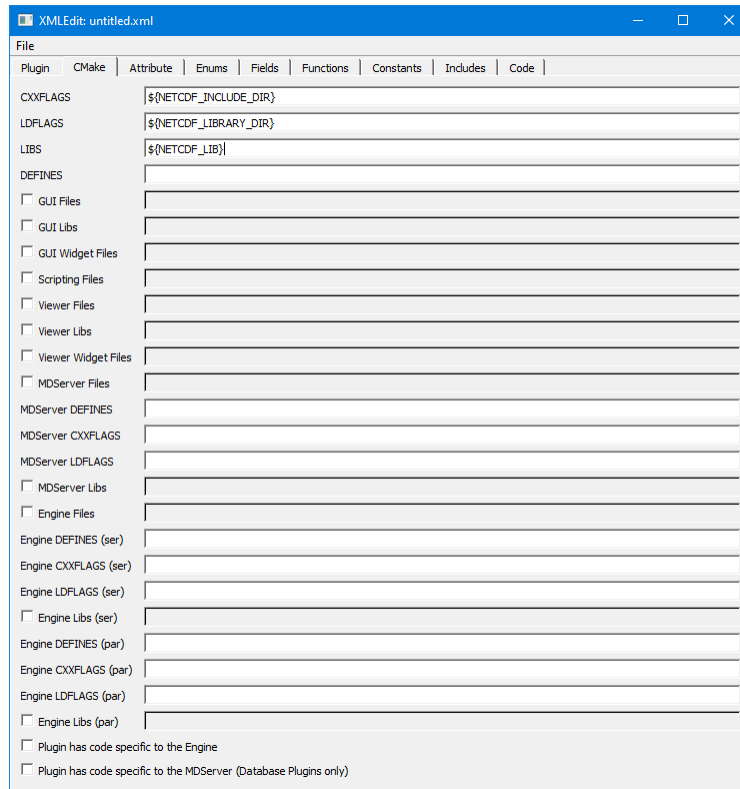 XMLEdit: untitled.xml
File
Plugin CMake Attribute Enums Fields Functions Constants Includes Code
CXXFLAGS ${NETCDF_INCLUDE_DIR}
LDFLAGS ${NETCDF_LIBRARY_DIR}
LIBS ${NETCDF_LIB}
DEFINES
GUI Files
GUI Libs
GUI Widget Files
Scripting Files
Viewer Files
Viewer Libs
Viewer Widget Files
MDServer Files
MDServer DEFINES
MDServer CXXFLAGS
MDServer LDFLAGS
MDServer Libs
Engine Files
Engine DEFINES (ser)
Engine CXXFLAGS (ser)
Engine LDFLAGS (ser)
Engine Libs (ser)
Engine DEFINES (par)
Engine CXXFLAGS (par)
Engine LDFLAGS (par)
Engine Libs (par)
Plugin has code specific to the Engine
Plugin has code specific to the MDServer (Database Plugins only)